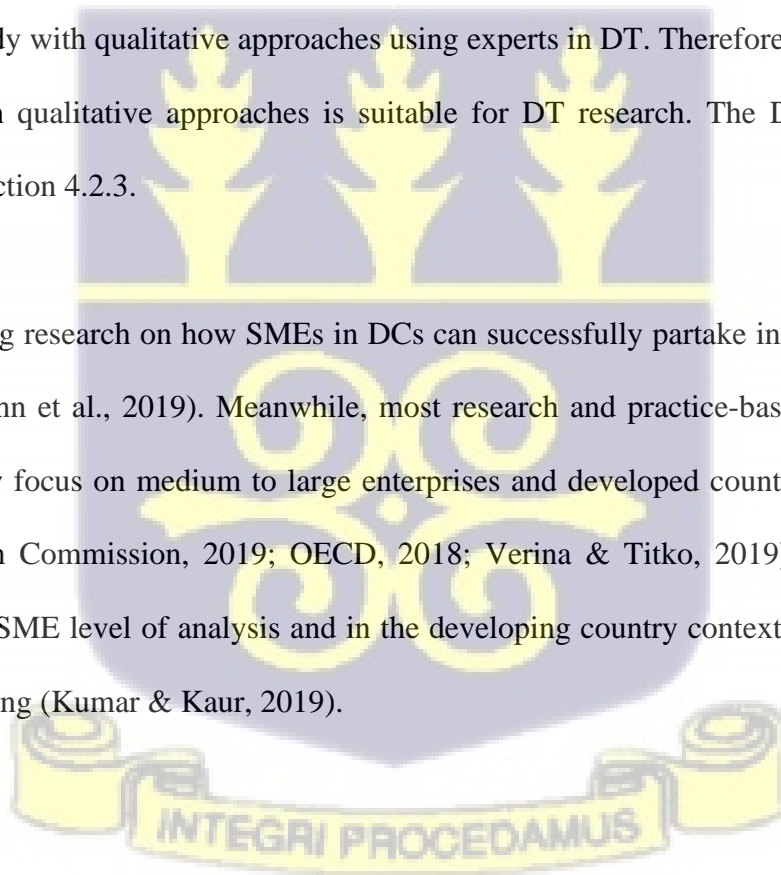 dy with qualitative approaches using experts in DT. Therefore
n qualitative approaches is suitable for DT research. The D
ction 4.2.3.
g research on how SMEs in DCs can successfully partake in
nn et al., 2019). Meanwhile, most research and practice-bas
y focus on medium to large enterprises and developed count
n Commission, 2019; OECD, 2018; Verina & Titko, 2019)
SME level of analysis and in the developing country context
ng (Kumar & Kaur, 2019).
INTEGRI PROCEDAMUS